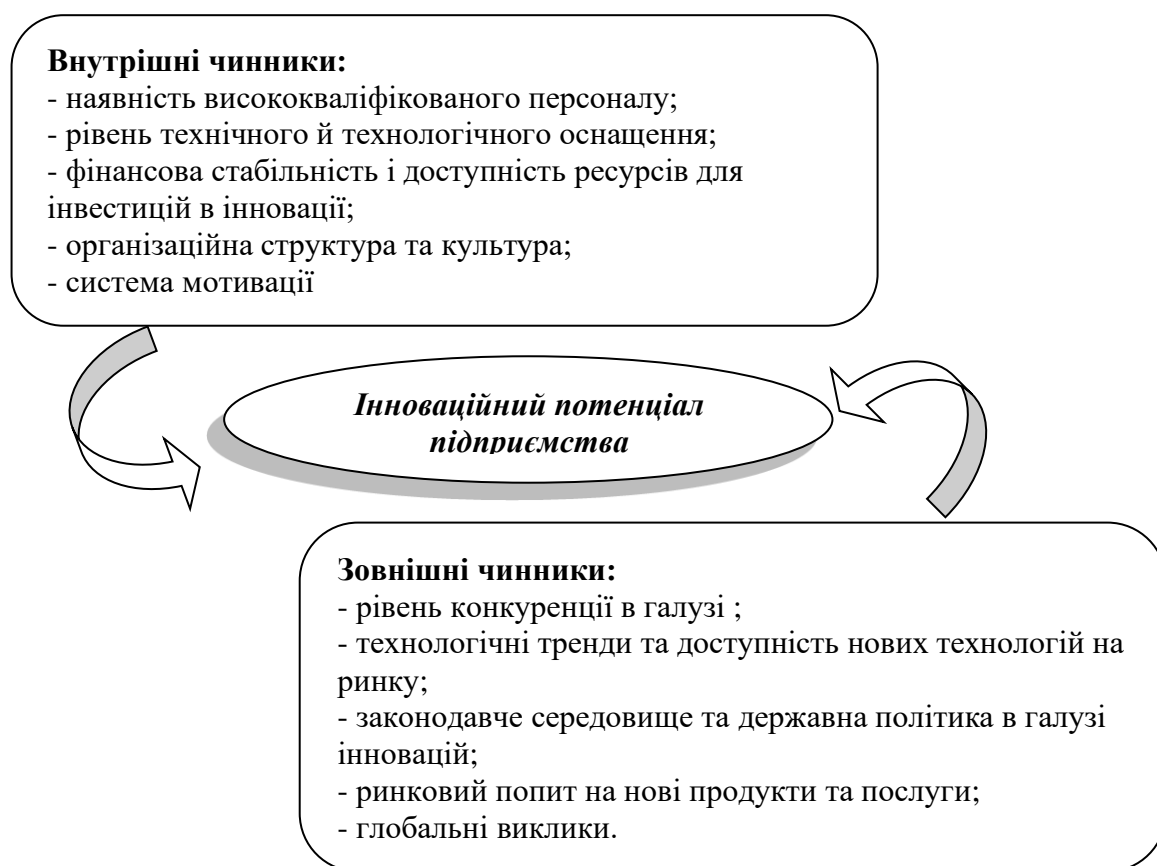 Внутрішні чинники:
- наявність висококваліфікованого персоналу;
- рівень технічного й технологічного оснащення;
- фінансова стабільність і доступність ресурсів для
інвестицій в інновації;
- організаційна структура та культура;
- система мотивації
Інноваційний потенціал
підприємства
Зовнішні чинники:
- рівень конкуренції в галузі ;
- технологічні тренди та доступність нових технологій на
ринку;
- законодавче середовище та державна політика в галузі
інновацій;
- ринковий попит на нові продукти та послуги;
- глобальні виклики.